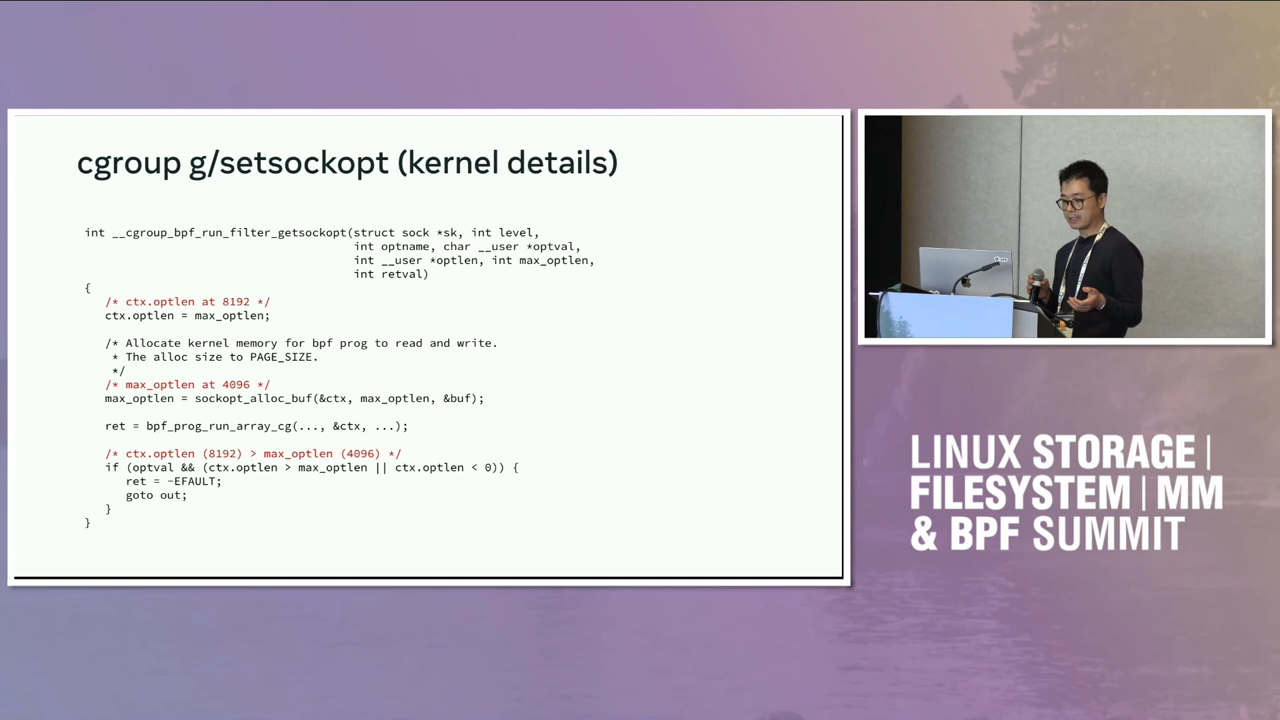 cgroup g/setsockopt (kernel details)
int __cgroup_bpf_run_filter_getsockopt(struct sock *sk, int level,
int optname, char __user *optval,
int __user *optlen, int max_optlen,
int retval)
{
/* ctx.optlen at 8192 */
ctx.optlen = max_optlen;
/* Allocate kernel memory for bpf prog to read and write.
* The alloc size to PAGE_SIZE.
*/
/* max_optlen at 4096 */
max_optlen = sockopt_alloc_buf(&ctx, max_optlen, &buf);
ret = bpf_prog_run_array_cg(..., &ctx, ...);
/* ctx.optlen (8192) > max_optlen (4096) */
if (optval && (ctx.optlen > max_optlen || ctx.optlen < 0)) {
ret = -EFAULT;
goto out;
}
}
LINUX STORAGE |
FILESYSTEM | MM
& BPF SUMMIT